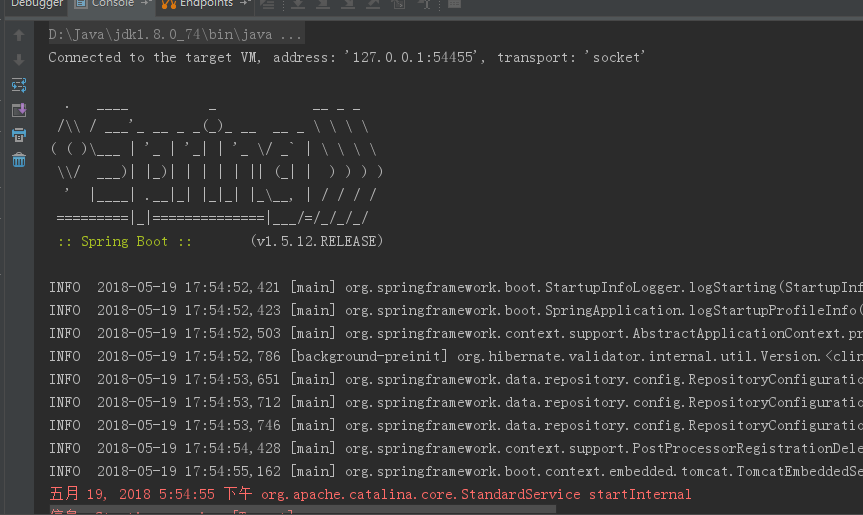 Debugger Console Endpoints
D:\Java\jdk1.8.0_74\bin\java ...
Connected to the target VM, address: '127.0.0.1:54455', transport: 'socket'
  .   ____          _            __ _ _
 /\\ / ___'_ __ _ _(_)_ __  __ _ \ \ \ \
( ( )\___ | '_ | '_| | '_ \/ _` | \ \ \ \
 \\/  ___)| |_)| | | | | || (_| |  ) ) ) )
  '  |____| .__|_| |_|_| |_\__, | / / / /
 =========|_|==============|___/=/_/_/_/
 :: Spring Boot ::        (v1.5.12.RELEASE)
INFO  2018-05-19 17:54:52,421 [main] org.springframework.boot.StartupInfoLogger.logStarting(StartupInf
INFO  2018-05-19 17:54:52,423 [main] org.springframework.boot.SpringApplication.logStartupProfileInfo(
INFO  2018-05-19 17:54:52,503 [main] org.springframework.context.support.AbstractApplicationContext.pr
INFO  2018-05-19 17:54:52,786 [background-preinit] org.hibernate.validator.internal.util.Version.<clin
INFO  2018-05-19 17:54:53,651 [main] org.springframework.data.repository.config.RepositoryConfiguratio
INFO  2018-05-19 17:54:53,712 [main] org.springframework.data.repository.config.RepositoryConfiguratio
INFO  2018-05-19 17:54:53,746 [main] org.springframework.data.repository.config.RepositoryConfiguratio
INFO  2018-05-19 17:54:54,428 [main] org.springframework.context.support.PostProcessorRegistrationDele
INFO  2018-05-19 17:54:55,162 [main] org.springframework.boot.context.embedded.tomcat.TomcatEmbeddedSe
五月 19, 2018 5:54:55 下午 org.apache.catalina.core.StandardService startInternal